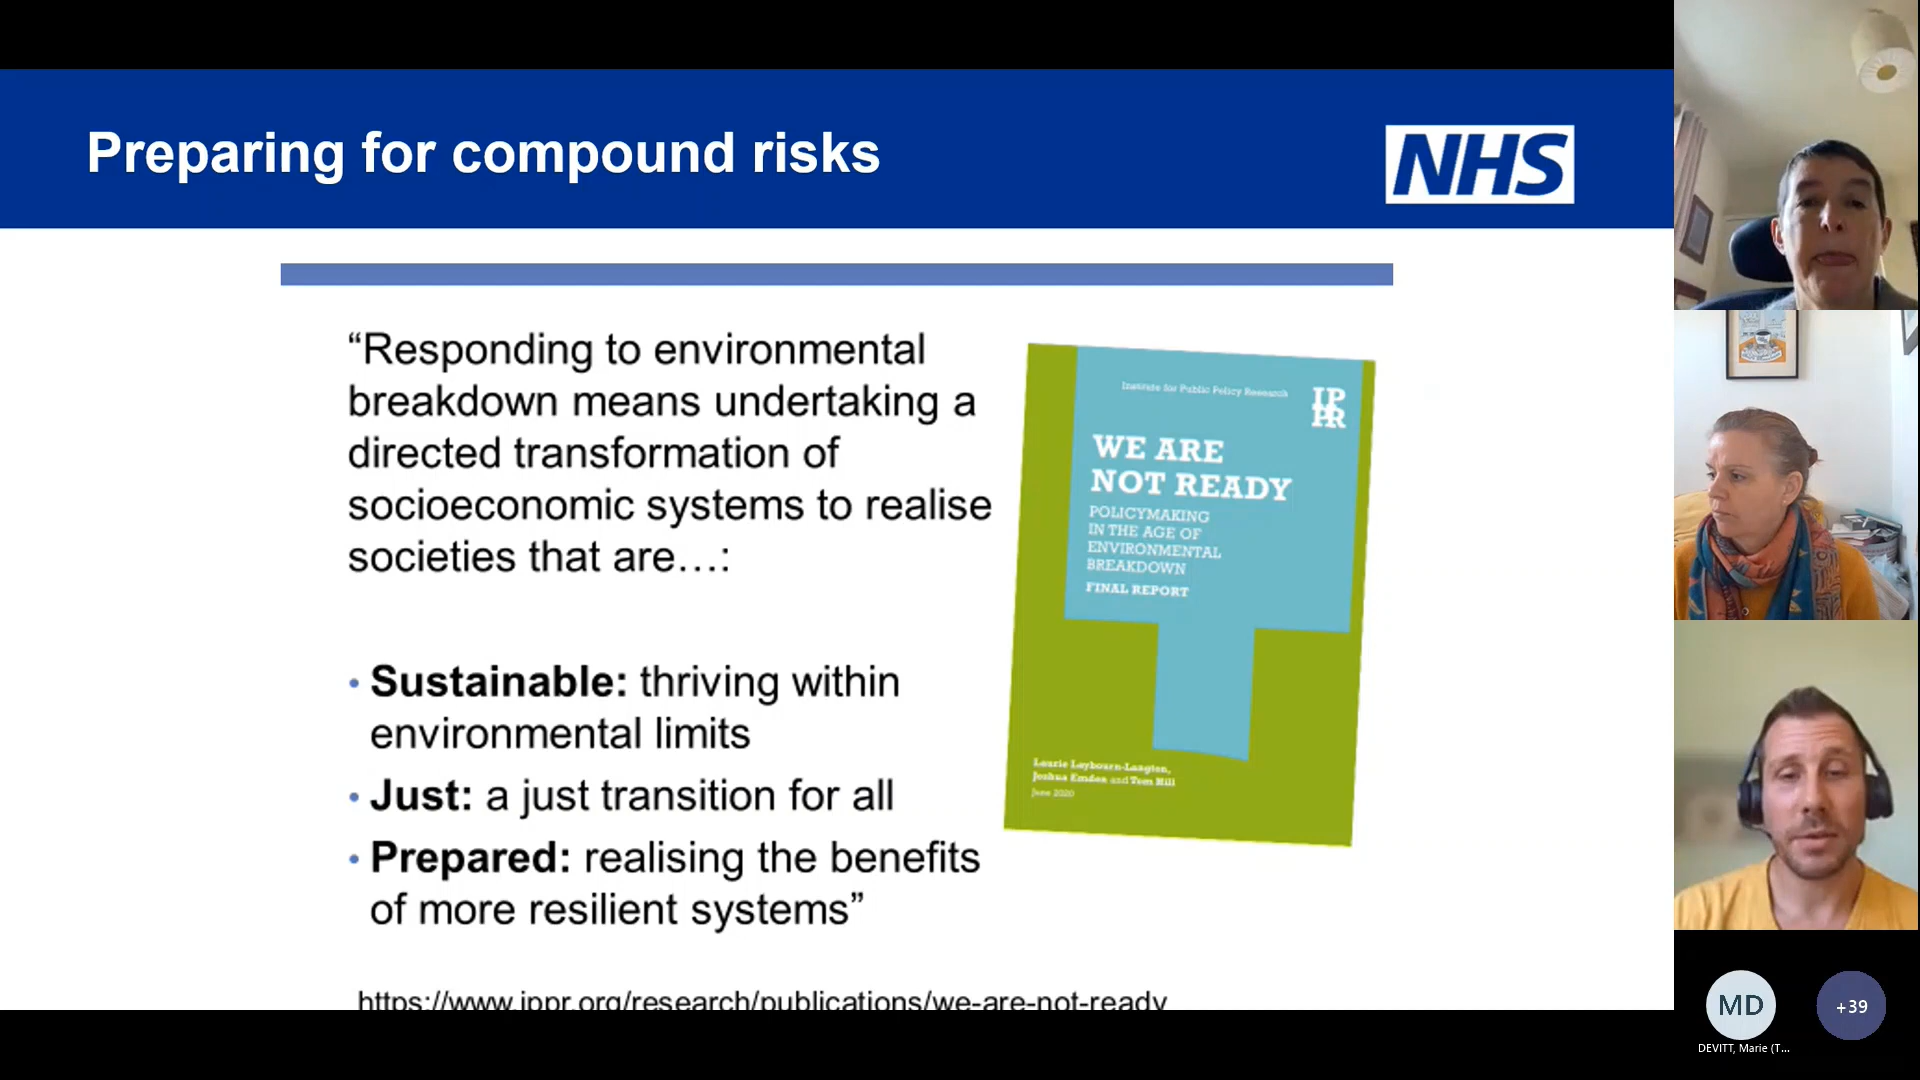 Preparing for compound risks
NHS
“Responding to environmental
breakdown means undertaking a
directed transformation of
socioeconomic systems to realise
societies that are…:
• Sustainable: thriving within
environmental limits
• Just: a just transition for all
• Prepared: realising the benefits
of more resilient systems”
https://www.ippr.org/research/publications/we-are-not-ready
Institute for Public Policy Research
IP
PR
WE ARE
NOT READY
POLICYMAKING
IN THE AGE OF
ENVIRONMENTAL
BREAKDOWN
FINAL REPORT
Laurie Laybourn-Langton,
Joshua Emden and Tom Hill
June 2020
MD
+39
DEVITT, Marie (T...